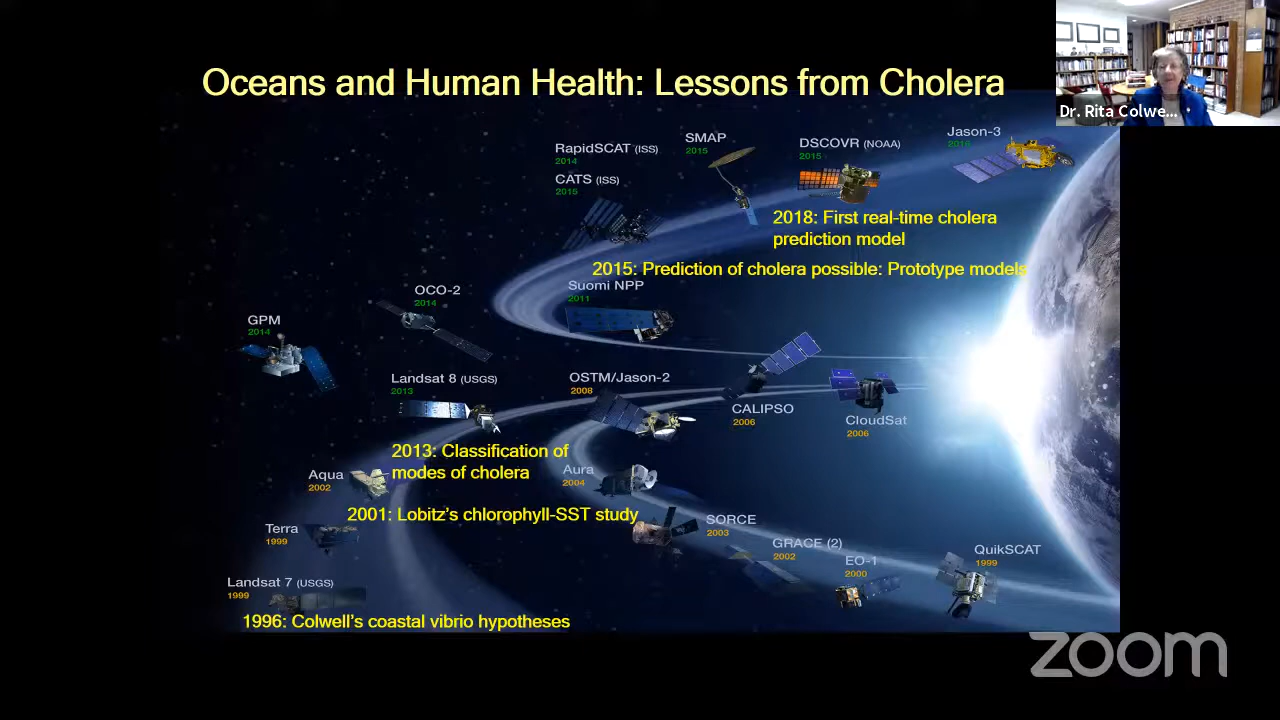 Oceans and Human Health: Lessons from Cholera
Dr. Rita Colwe...
RapidSCAT (ISS)
2014
CATS (ISS)
2015
SMAP
2015
DSCOVR (NOAA)
2015
Jason-3
2016
2018: First real-time cholera
prediction model
2015: Prediction of cholera possible: Prototype models
Suomi NPP
2011
OCO-2
2014
GPM
2014
Landsat 8 (USGS)
2013
OSTM/Jason-2
2008
CALIPSO
2006
CloudSat
2006
2013: Classification of
modes of cholera
Aqua
2002
Aura
2004
2001: Lobitz's chlorophyll-SST study
Terra
1999
SORCE
2003
GRACE (2)
2002
EO-1
2000
QuikSCAT
1999
Landsat 7 (USGS)
1999
1996: Colwell's coastal vibrio hypotheses
zoom